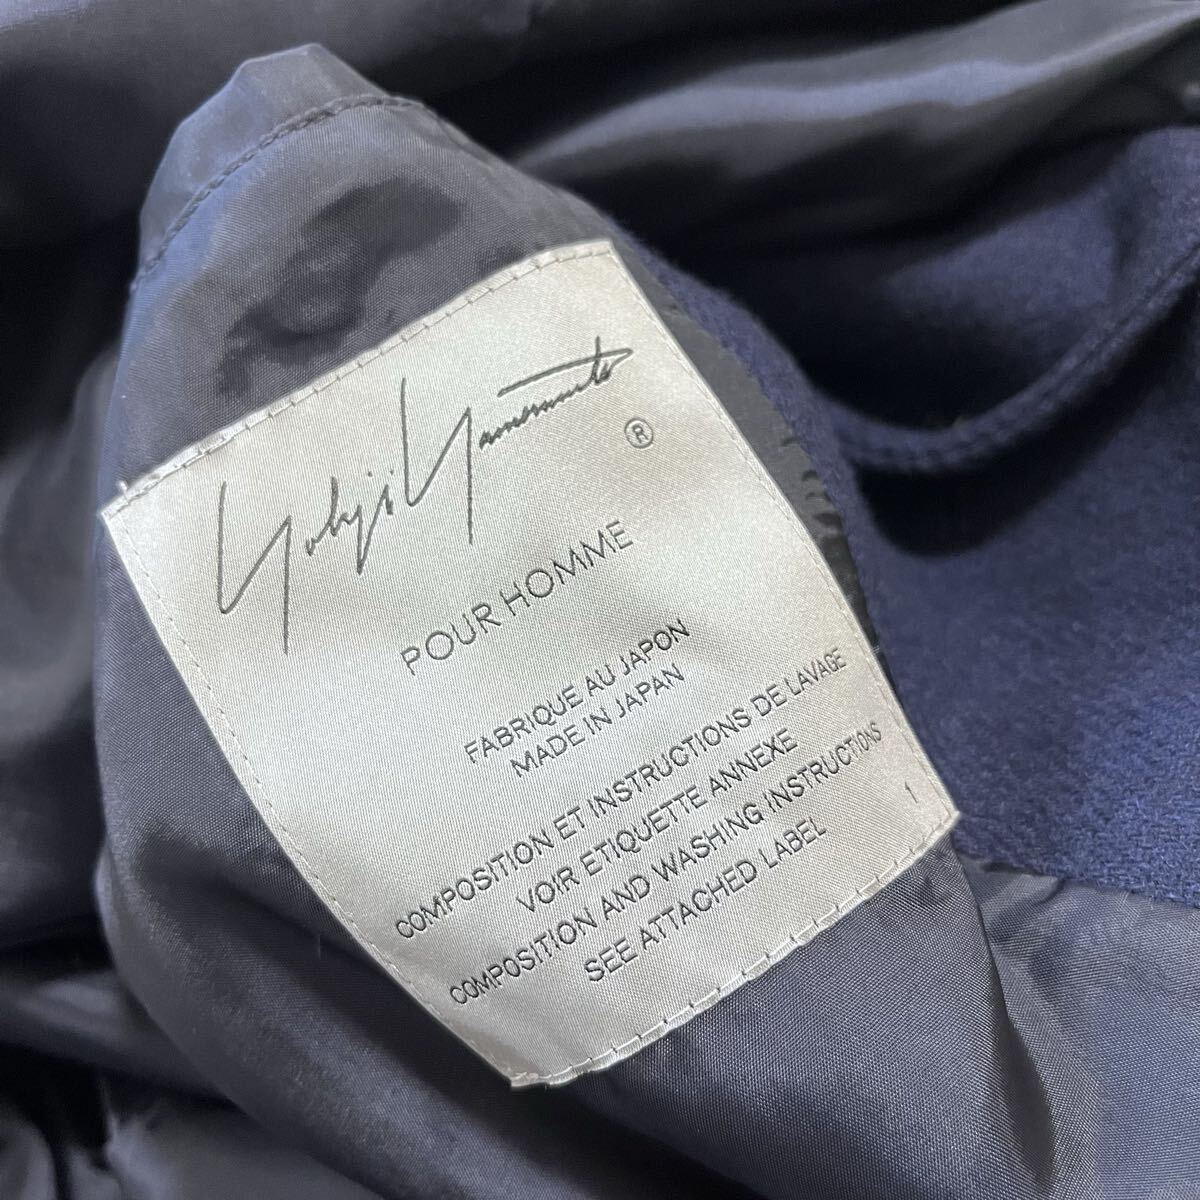 Yohji Yamamoto ®
POUR HOMME
FABRIQUE AU JAPON
MADE IN JAPAN
COMPOSITION ET INSTRUCTIONS DE LAVAGE
VOIR ETIQUETTE ANNEXE
COMPOSITION AND WASHING INSTRUCTIONS
SEE ATTACHED LABEL
1